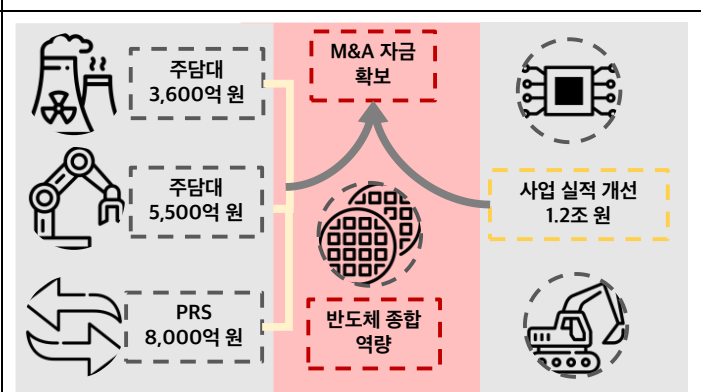 주담대
3,600억 원
주담대
5,500억 원
PRS
8,000억 원
M&A 자금
확보
반도체 종합
역량
사업 실적 개선
1.2조 원